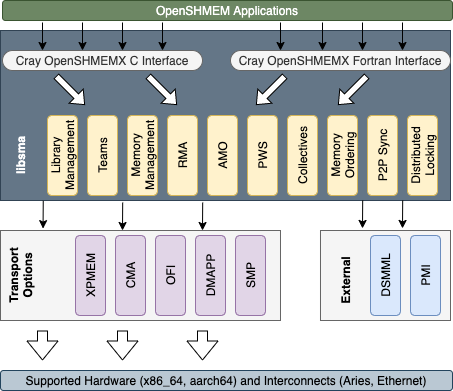 OpenSHMEM Applications
Cray OpenSHMEMX C Interface
Cray OpenSHMEMX Fortran Interface
libsma
Library
Management
Teams
Memory
Management
RMA
AMO
PWS
Collectives
Memory
Ordering
P2P Sync
Distributed
Locking
Transport
Options
XPMEM
CMA
OFI
DMAPP
SMP
External
DSMML
PMI
Supported Hardware (x86_64, aarch64) and Interconnects (Aries, Ethernet)